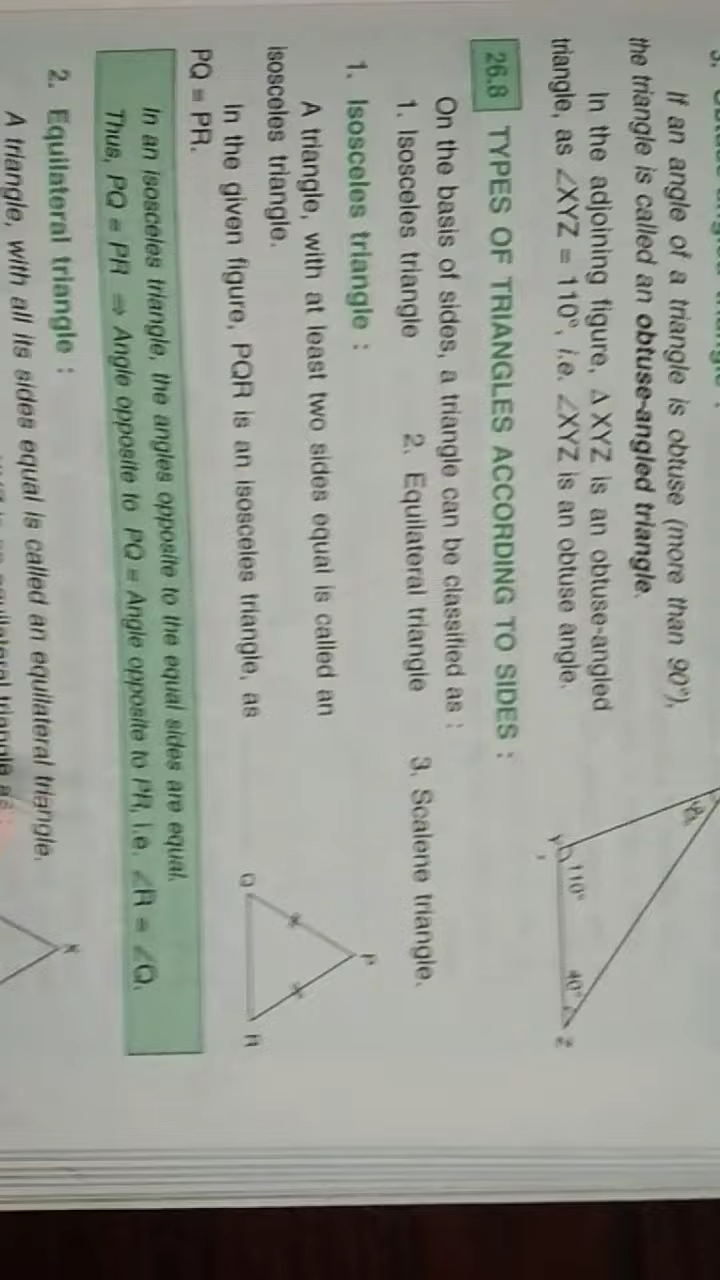 If an angle of a triangle is obtuse (more than 90°),
the triangle is called an obtuse-angled triangle.
In the adjoining figure, Δ XYZ is an obtuse-angled
triangle, as ∠XYZ = 110°, i.e. ∠XYZ is an obtuse angle.
Y
110°
40°
Z
26.8 TYPES OF TRIANGLES ACCORDING TO SIDES :
On the basis of sides, a triangle can be classified as :
1. Isosceles triangle 2. Equilateral triangle 3. Scalene triangle.
1. Isosceles triangle :
A triangle, with at least two sides equal is called an
isosceles triangle.
In the given figure, PQR is an isosceles triangle, as
PQ = PR.
P
Q
R
In an isosceles triangle, the angles opposite to the equal sides are equal.
Thus, PQ = PR ⇒ Angle opposite to PQ = Angle opposite to PR, i.e. ∠R = ∠Q.
2. Equilateral triangle :
A triangle, with all its sides equal is called an equilateral triangle.
X